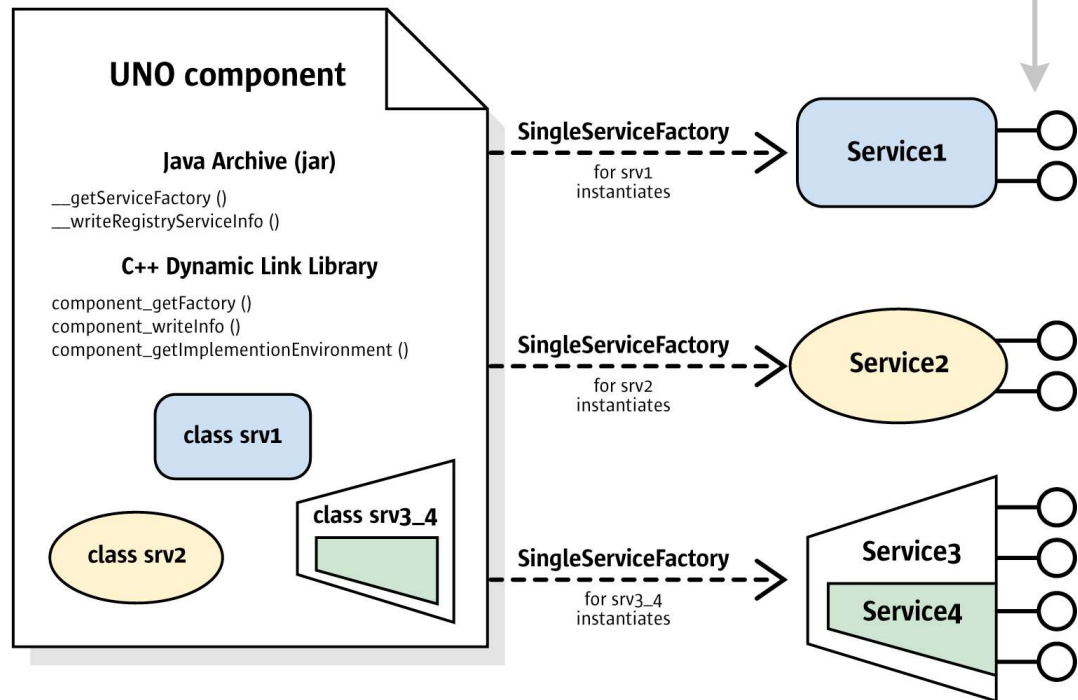 UNO component
Java Archive (jar)
__getServiceFactory ()
__writeRegistryServiceInfo ()
C++ Dynamic Link Library
component_getFactory ()
component_writeInfo ()
component_getImplementionEnvironment ()
class srv1
class srv2
class srv3_4
SingleServiceFactory
for srv1
instantiates
Service1
SingleServiceFactory
for srv2
instantiates
Service2
SingleServiceFactory
for srv3_4
instantiates
Service3
Service4